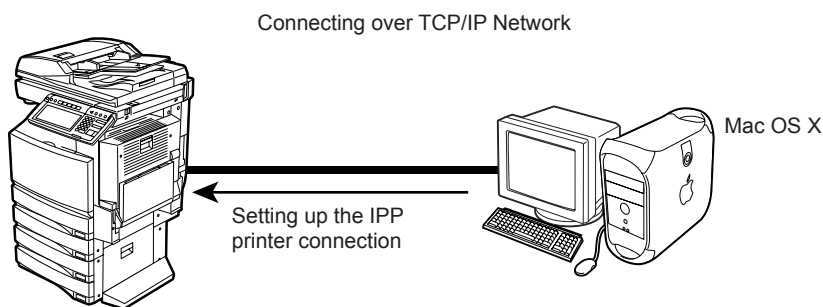 Connecting over TCP/IP Network
Mac OS X
Setting up the IPP
printer connection